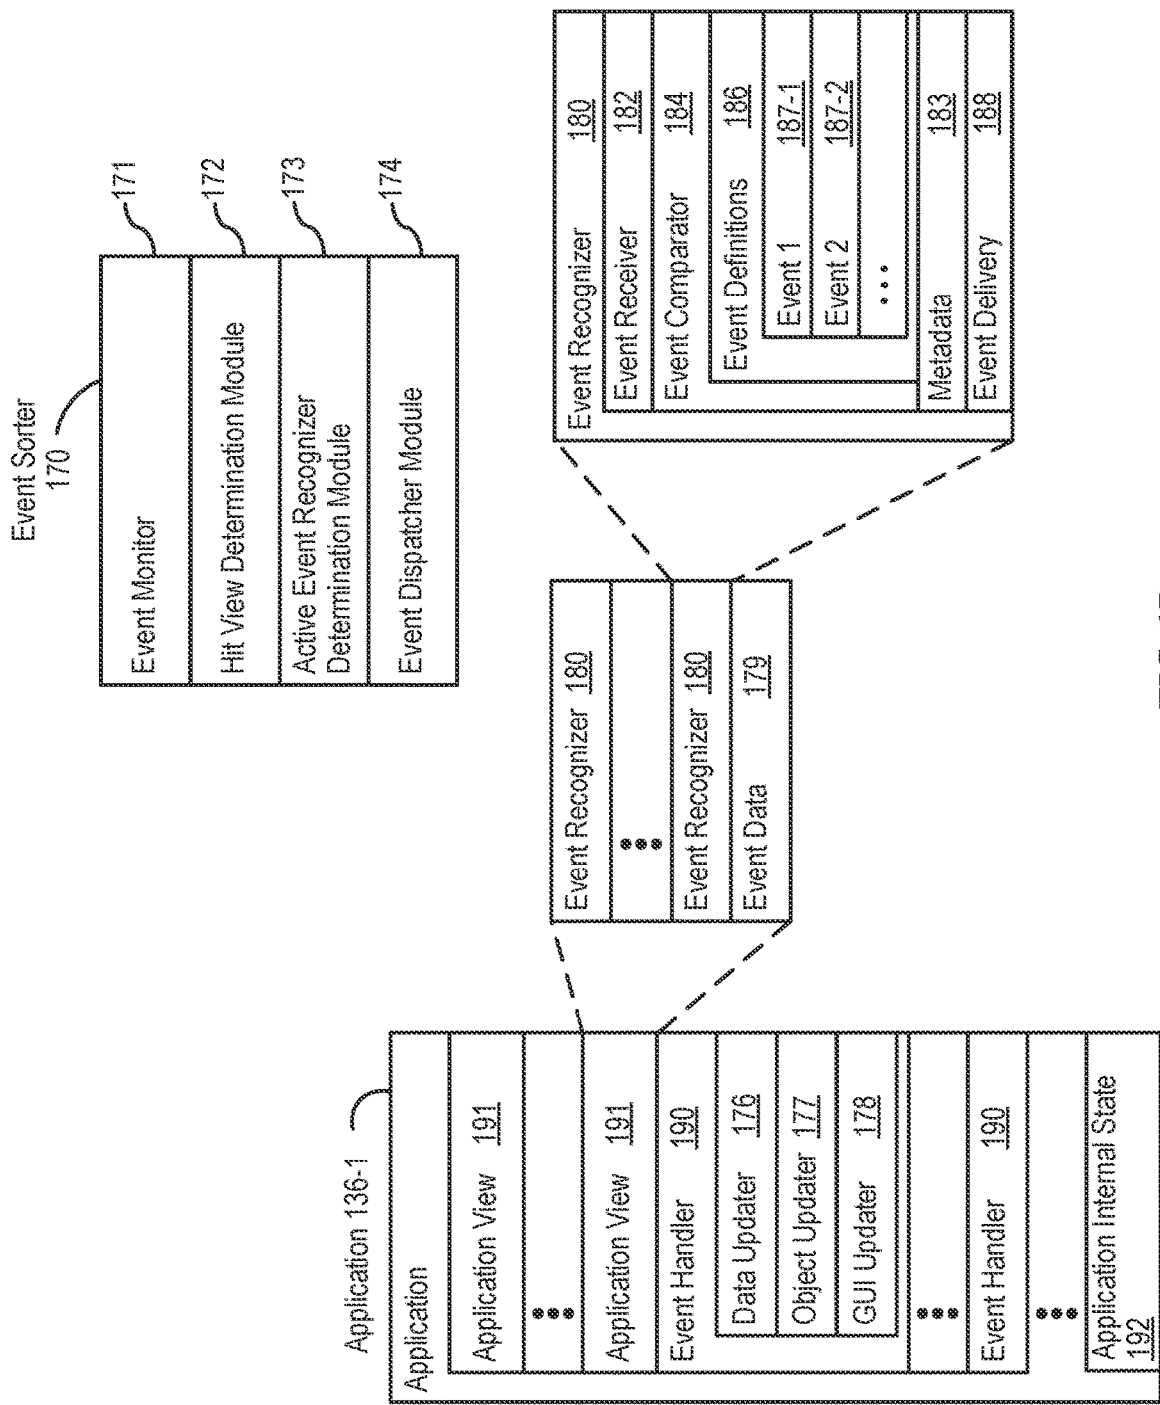 Event Sorter
170
Event Monitor
171
Hit View Determination Module
172
Active Event Recognizer
Determination Module
173
Event Dispatcher Module
174
Application 136-1
Application
Application View 191
•••
Application View 191
Event Handler 190
Data Updater 176
Object Updater 177
GUI Updater 178
•••
Event Handler 190
•••
Application Internal State
192
Event Recognizer 180
•••
Event Recognizer 180
Event Data 179
Event Recognizer 180
Event Receiver 182
Event Comparator 184
Event Definitions 186
Event 1 187-1
Event 2 187-2
•••
Metadata 183
Event Delivery 188